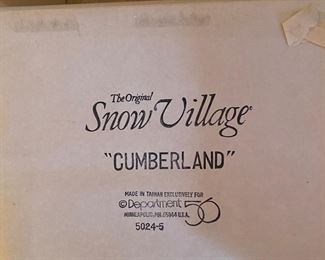 The Original
Snow Village®
"CUMBERLAND"
MADE IN TAIWAN EXCLUSIVELY FOR
©Department 56
MINNEAPOLIS, MN. 55344 U.S.A.
5024-5